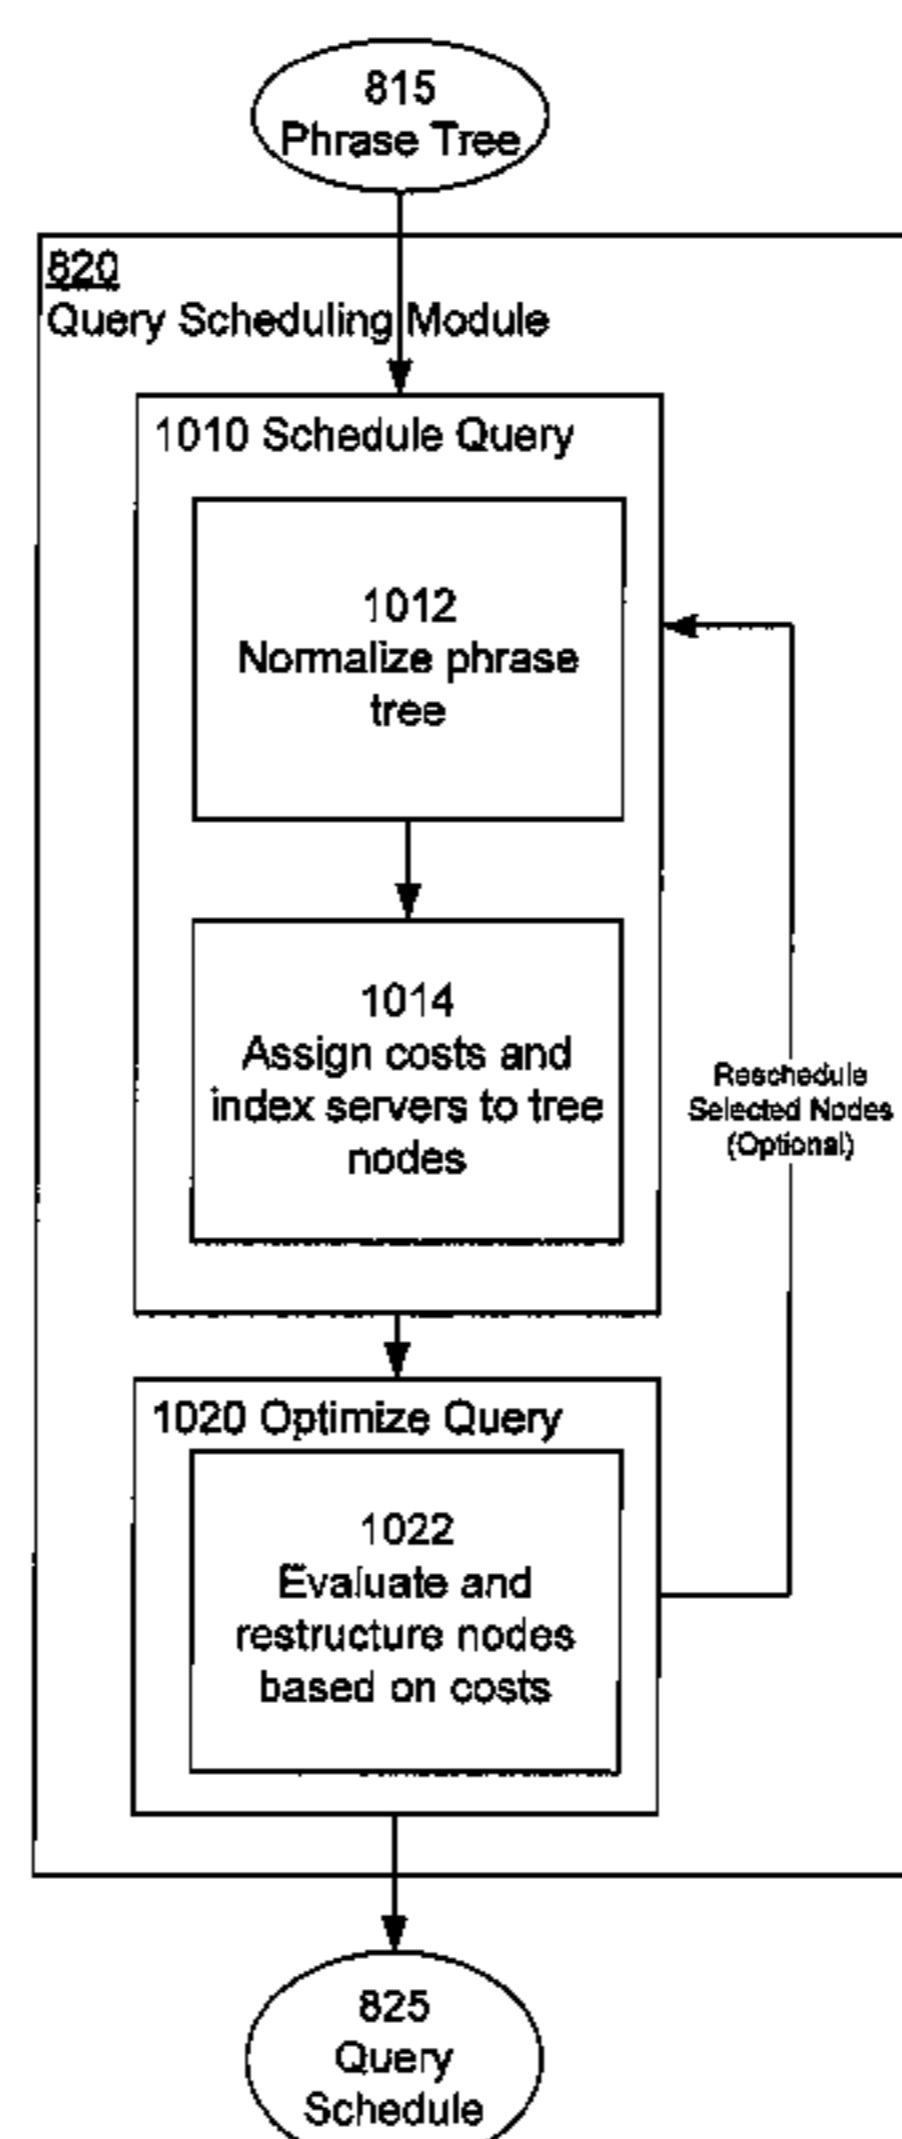 815
Phrase Tree
820
Query Scheduling Module
1010 Schedule Query
1012
Normalize phrase
tree
1014
Assign costs and
index servers to tree
nodes
Reschedule
Selected Nodes
(Optional)
1020 Optimize Query
1022
Evaluate and
restructure nodes
based on costs
825
Query
Schedule